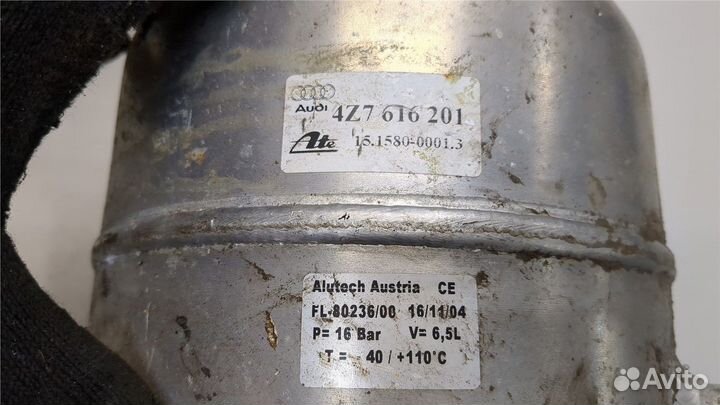 Audi 4Z7 616 201
Ate 15.1580-0001.3
Alutech Austria CE
FL-80236/00 16/11/04
P= 16 Bar V= 6,5L
T = - 40 / +110°C
Avito